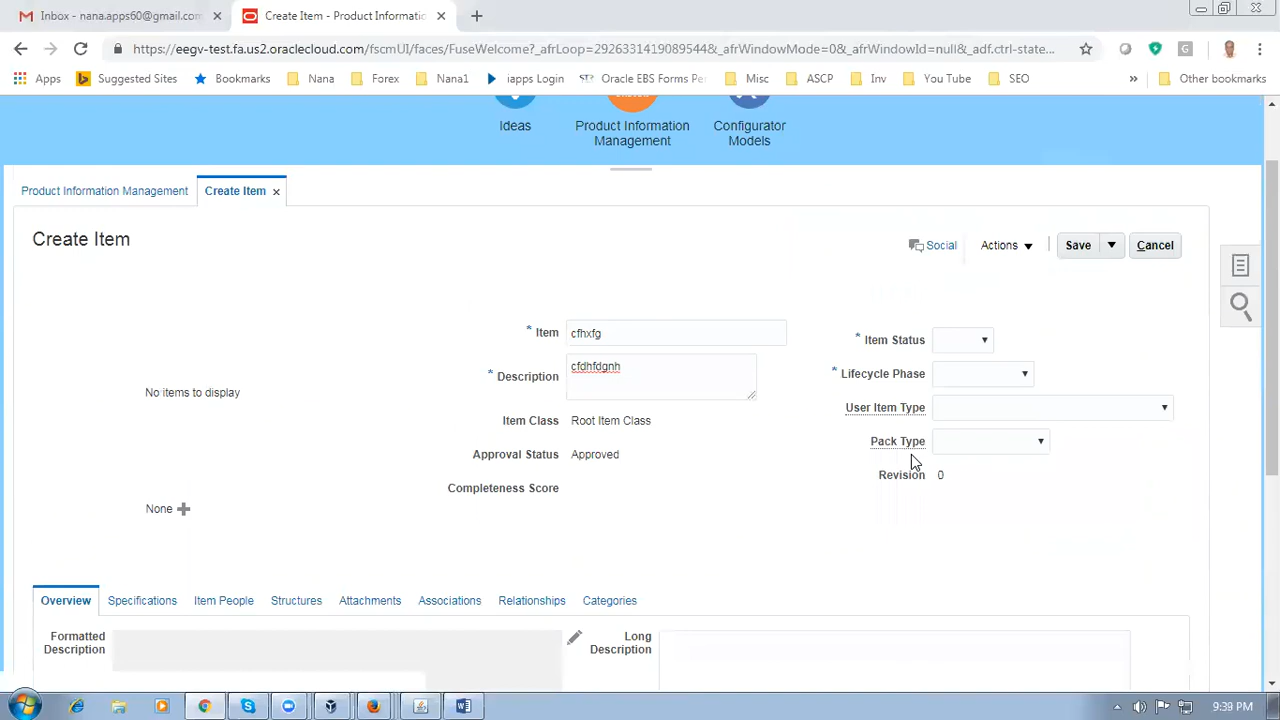 Inbox - nana.apps60@gmail.com
Create Item - Product Informatio
https://eegv-test.fa.us2.oraclecloud.com/fscmUI/faces/FuseWelcome?_afrLoop=29263314190895448&_afrWindowMode=0&_afrWindowId=null&_adf.ctrl-state...
Apps Suggested Sites Bookmarks Nana Forex Nana1 iapps Login Oracle EBS Forms Pe Misc ASCP Inv You Tube SEO » Other bookmarks
Ideas
Product Information Management
Configurator Models
Product Information Management
Create Item
Create Item
Social Actions Save Cancel
* Item cfhxfg
* Description cfdhfdgnh
Item Class Root Item Class
Approval Status Approved
Completeness Score
* Item Status
* Lifecycle Phase
User Item Type
Pack Type
Revision 0
No items to display
None
Overview Specifications Item People Structures Attachments Associations Relationships Categories
Formatted Description
Long Description
9:39 PM